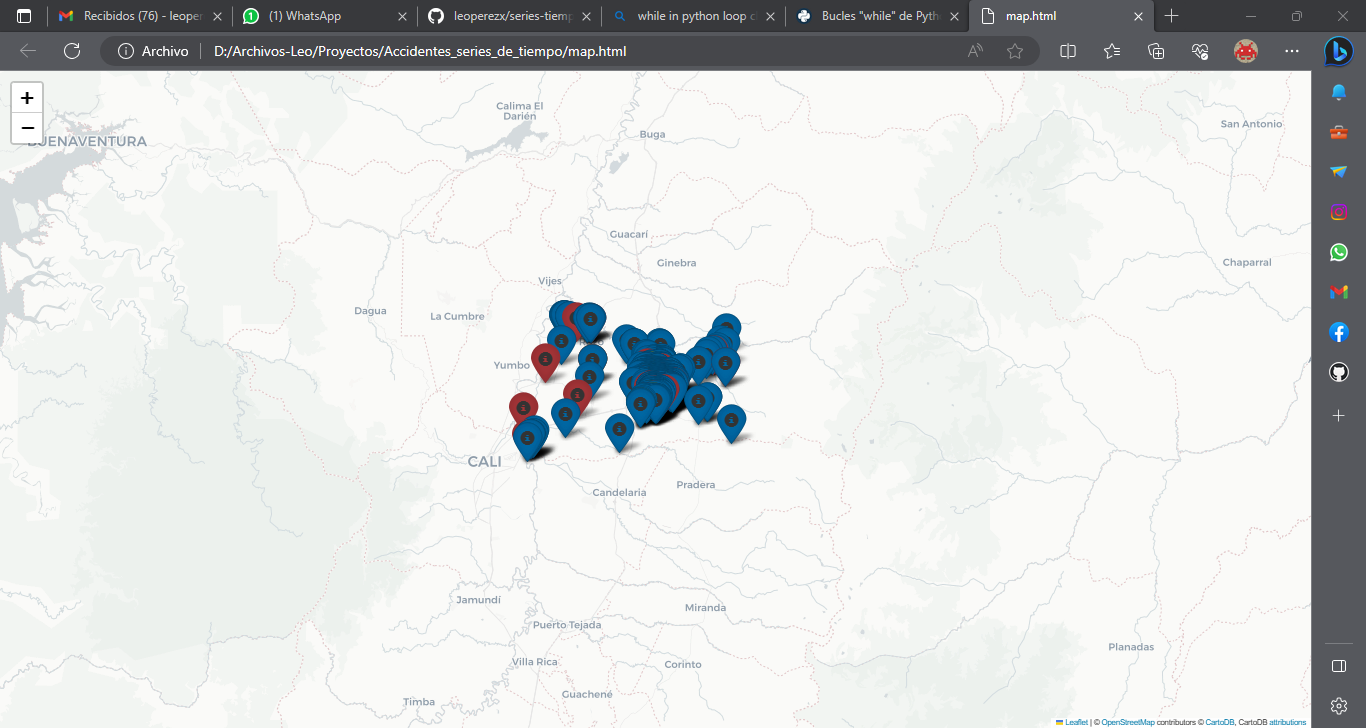 Recibidos (76) - leoper
(1) WhatsApp
leoperezx/series-tiemp
while in python loop c
Bucles "while" de Pyth
map.html
Archivo
D:/Archivos-Leo/Proyectos/Accidentes_series_de_tiempo/map.html
+
−
BUENAVENTURA
Calima El
Darién
Buga
San Antonio
Guacarí
Ginebra
Chaparral
Vijes
Dagua
La Cumbre
Yumbo
CALI
Pradera
Candelaria
Jamundí
Miranda
Puerto Tejada
Planadas
Villa Rica
Corinto
Guachené
Timba
Leaflet | © OpenStreetMap contributors © CartoDB, CartoDB attributions